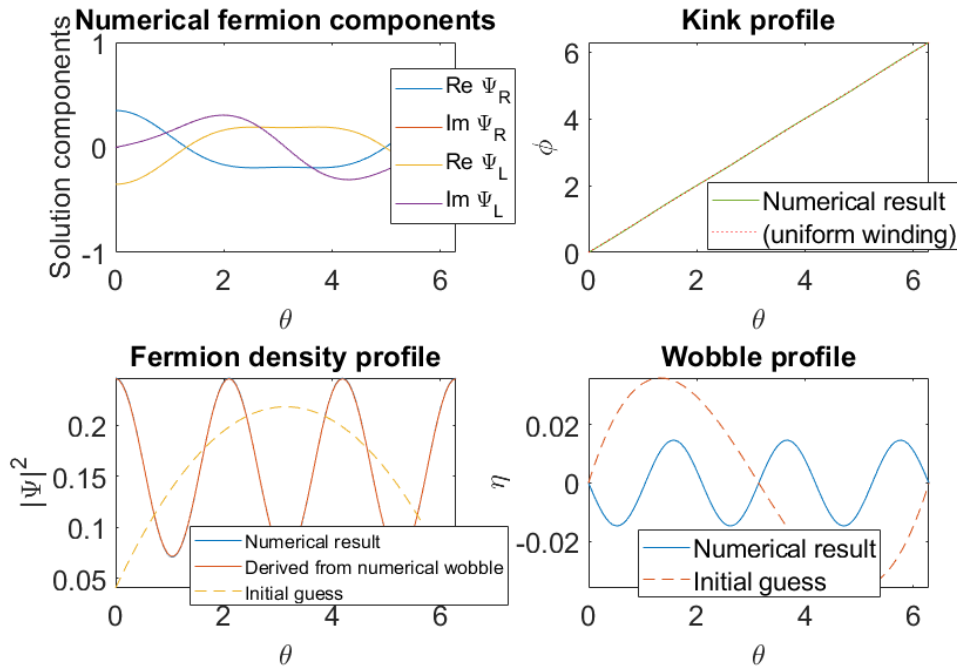 Numerical fermion components
Solution components
1
0
-1
0
2
4
6
θ
Re Ψ_R
Im Ψ_R
Re Ψ_L
Im Ψ_L
Kink profile
ϕ
6
4
2
0
0
2
4
6
θ
Numerical result
(uniform winding)
Fermion density profile
|Ψ|²
0.2
0.15
0.1
0.05
0
2
4
6
θ
Numerical result
Derived from numerical wobble
Initial guess
Wobble profile
η
0.02
0
-0.02
0
2
4
6
θ
Numerical result
Initial guess